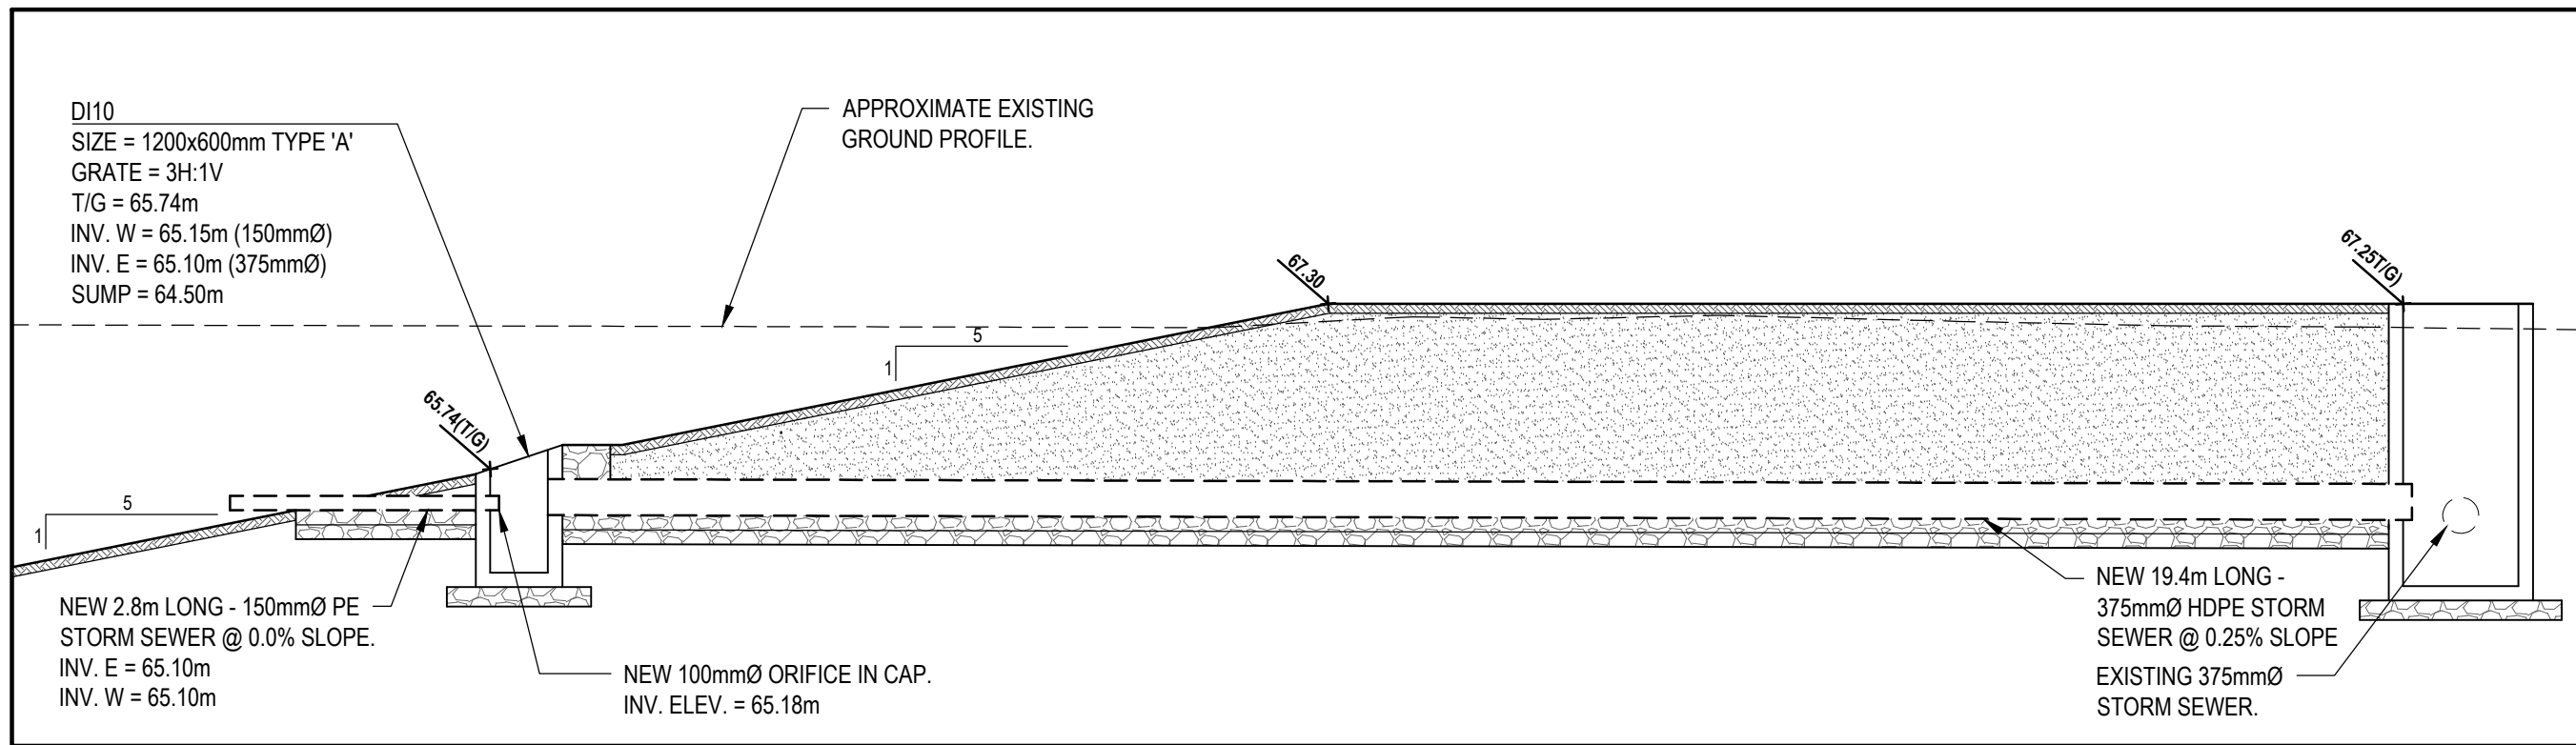 DI10
SIZE = 1200x600mm TYPE 'A'
GRATE = 3H:1V
T/G = 65.74m
INV. W = 65.15m (150mmØ)
INV. E = 65.10m (375mmØ)
SUMP = 64.50m
APPROXIMATE EXISTING
GROUND PROFILE.
67.30
67.25T/G)
5
1
65.74(T/G)
5
1
NEW 2.8m LONG - 150mmØ PE
STORM SEWER @ 0.0% SLOPE.
INV. E = 65.10m
INV. W = 65.10m
NEW 100mmØ ORIFICE IN CAP.
INV. ELEV. = 65.18m
NEW 19.4m LONG -
375mmØ HDPE STORM
SEWER @ 0.25% SLOPE
EXISTING 375mmØ
STORM SEWER.